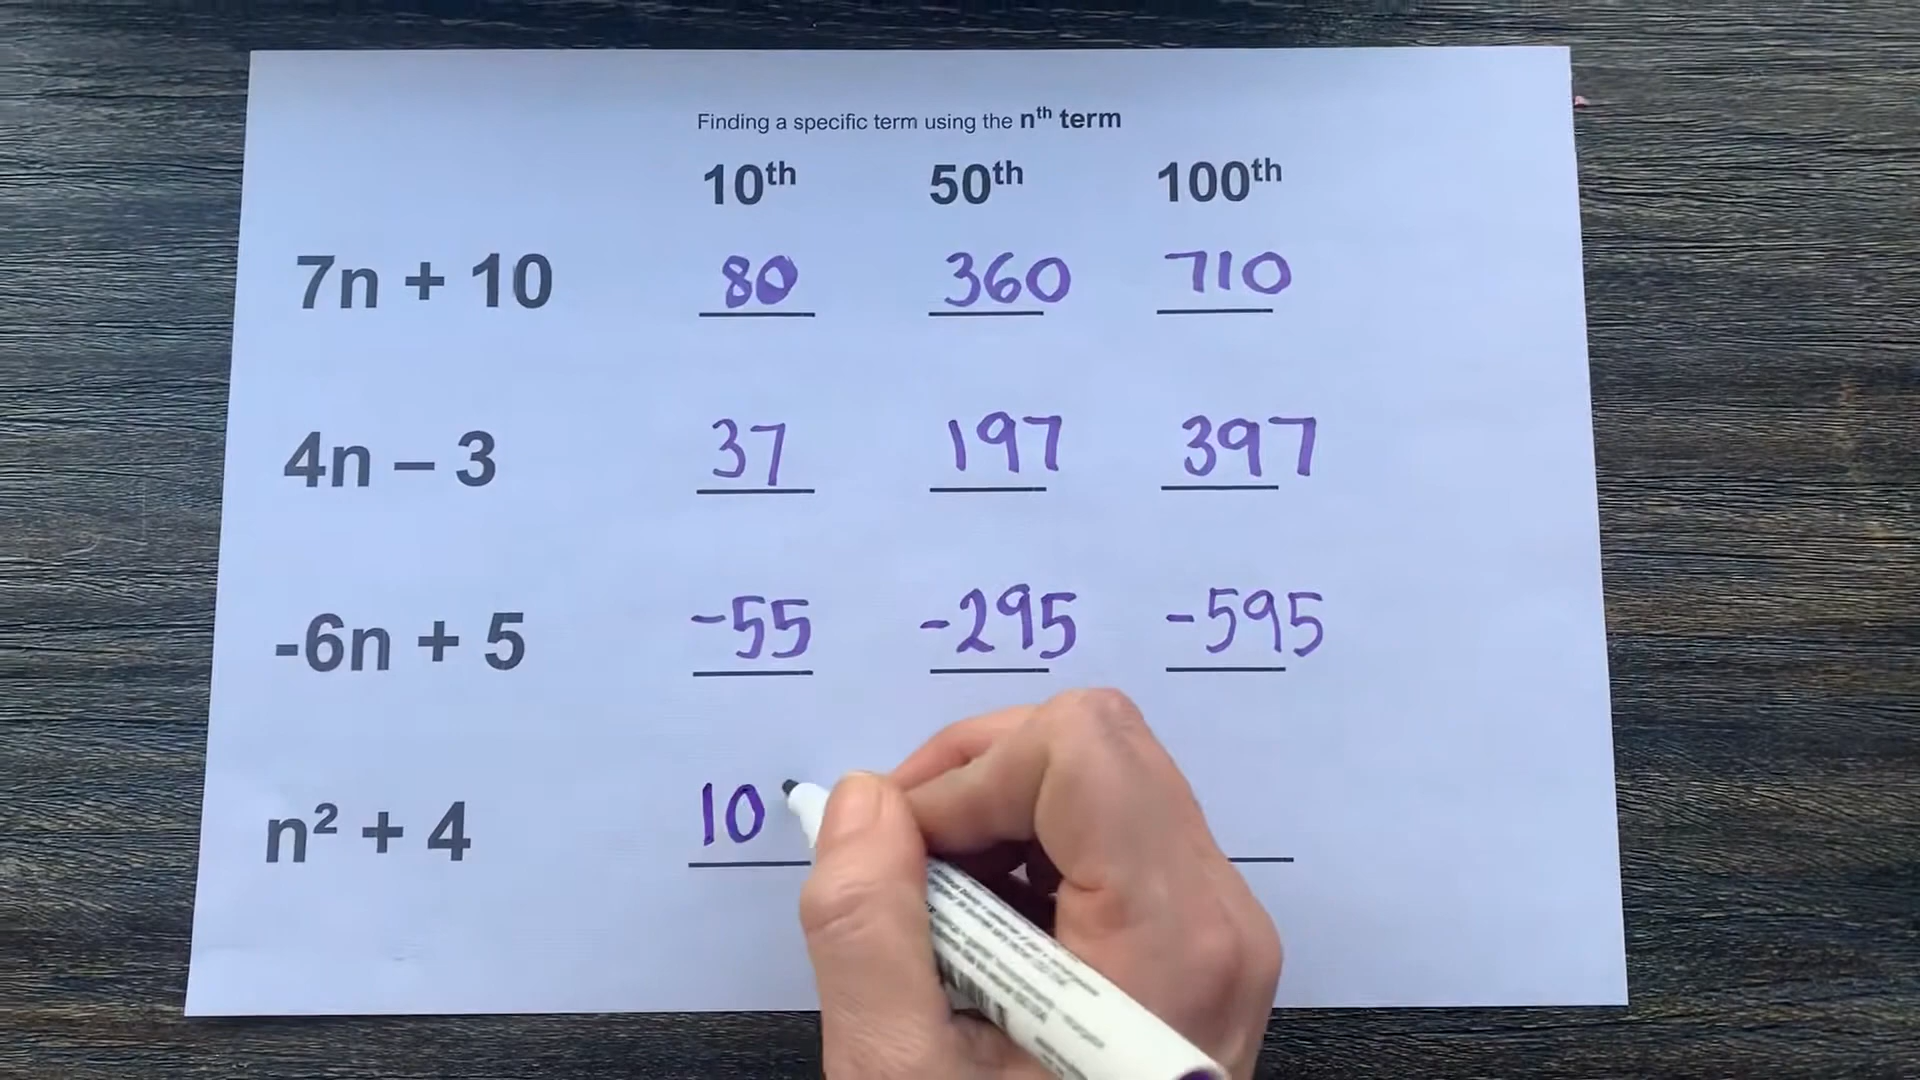 Finding a specific term using the nᵗʰ term
10ᵗʰ 50ᵗʰ 100ᵗʰ
7n + 10 80 360 710
4n – 3 37 197 397
-6n + 5 -55 -295 -595
n² + 4 10